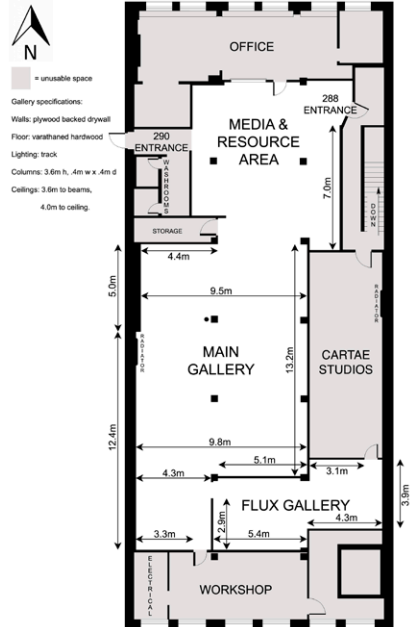 N
= unusable space
Gallery specifications:
Walls: plywood backed drywall
Floor: varathaned hardwood
Lighting: track
Columns: 3.6m h, .4m w x .4m d
Ceilings: 3.6m to beams,
4.0m to ceiling.
OFFICE
288
ENTRANCE
MEDIA &
RESOURCE
AREA
290
ENTRANCE
WASHROOMS
7.0m
DOWN
STORAGE
4.4m
5.0m
9.5m
RADIATOR
RADIATOR
13.2m
MAIN
GALLERY
CARTAE
STUDIOS
12.4m
9.8m
5.1m
4.3m
3.1m
3.9m
FLUX GALLERY
4.3m
2.9m
3.3m
5.4m
ELECTRICAL
WORKSHOP